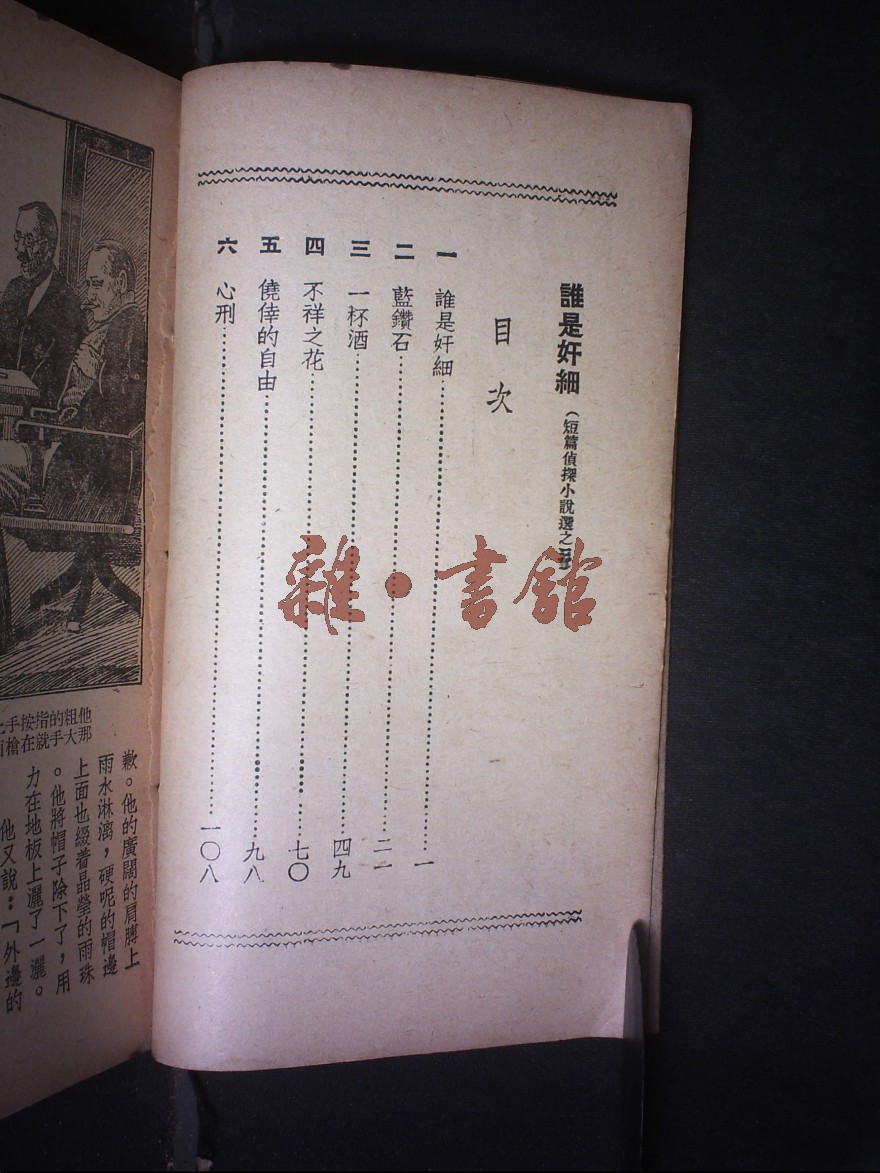 誰是奸細（短篇偵探小說選之
目次
一 誰是奸細 一
二 藍鑽石 二一
三 一杯酒 四九
四 不祥之花 七〇
五 僥倖的自由 九八
六 心刑 一〇八
雜·書館
他粗的指按手
那大手就在槍
歉。他的廣闊的肩膊上
雨水淋漓，硬呢的帽邊
上面也綴着晶瑩的雨珠
。他將帽子除下了，用
力在地板上灑了一灑。
他又說：「外邊的